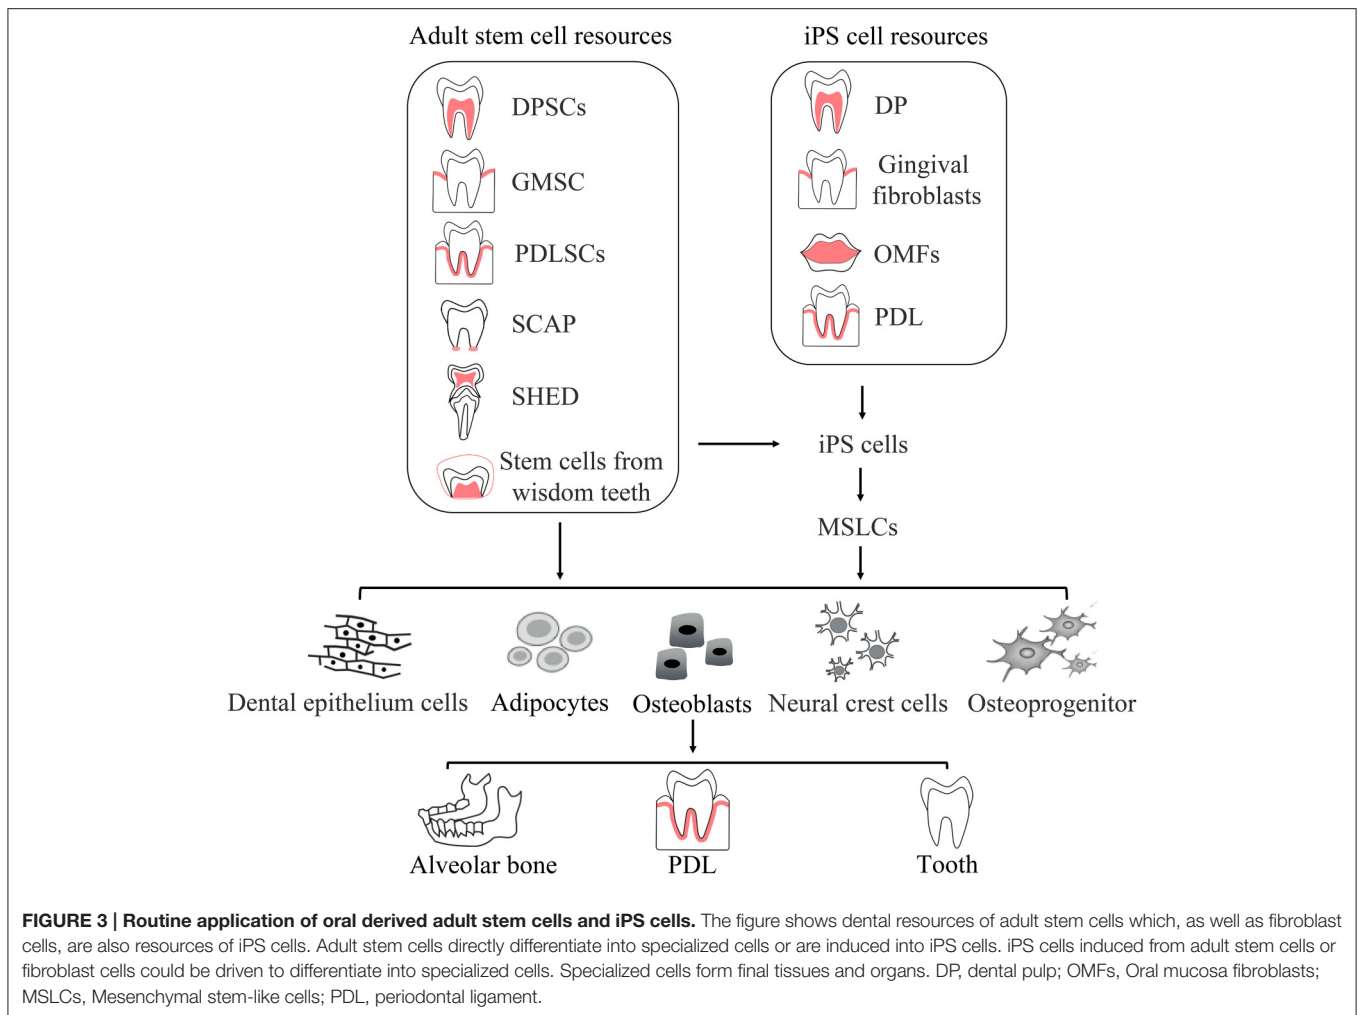 Adult stem cell resources
iPS cell resources
DPSCs
GMSC
PDLSCs
SCAP
SHED
Stem cells from
wisdom teeth
DP
Gingival
fibroblasts
OMFs
PDL
iPS cells
MSLCs
Dental epithelium cells
Adipocytes
Osteoblasts
Neural crest cells
Osteoprogenitor
Alveolar bone
PDL
Tooth
FIGURE 3 | Routine application of oral derived adult stem cells and iPS cells. The figure shows dental resources of adult stem cells which, as well as fibroblast
cells, are also resources of iPS cells. Adult stem cells directly differentiate into specialized cells or are induced into iPS cells. iPS cells induced from adult stem cells or
fibroblast cells could be driven to differentiate into specialized cells. Specialized cells form final tissues and organs. DP, dental pulp; OMFs, Oral mucosa fibroblasts;
MSLCs, Mesenchymal stem-like cells; PDL, periodontal ligament.